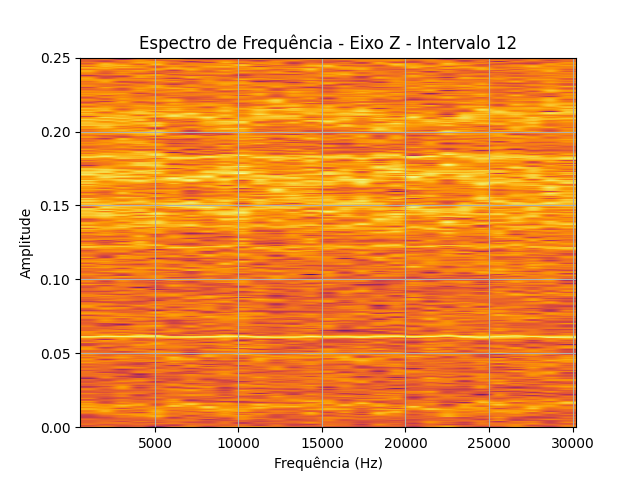 Espectro de Frequência - Eixo Z - Intervalo 12
0.25
0.20
0.15
0.10
0.05
0.00
Amplitude
5000 10000 15000 20000 25000 30000
Frequência (Hz)